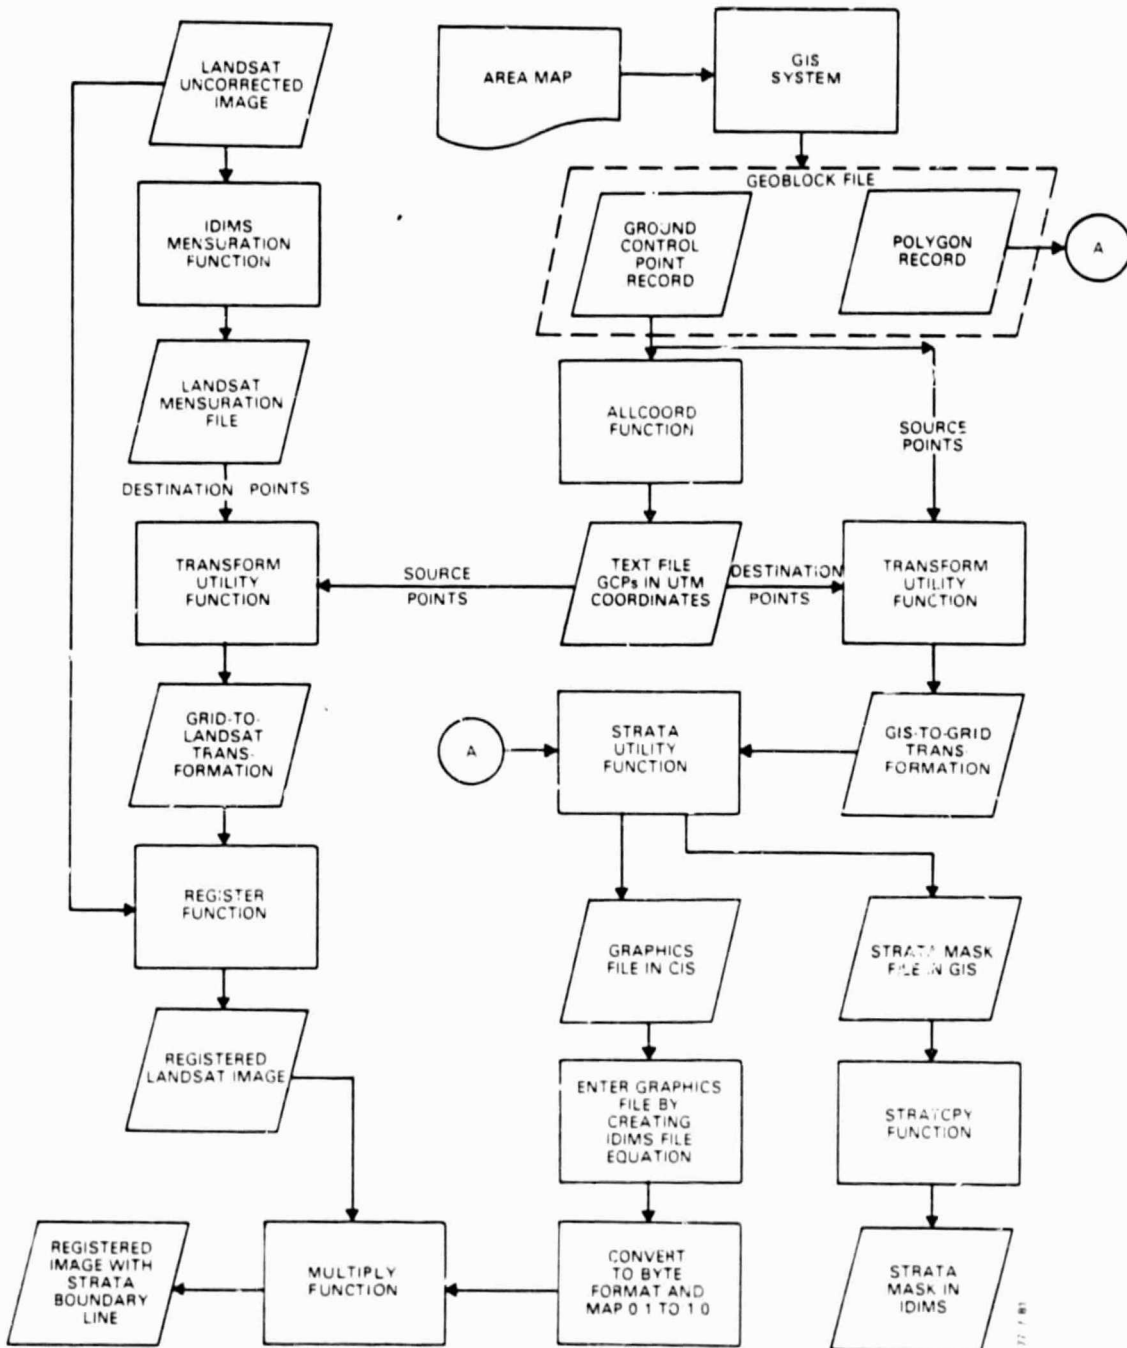 LANDSAT
UNCORRECTED
IMAGE
AREA MAP
GIS
SYSTEM
GEOBLOCK FILE
IDIMS
MENSURATION
FUNCTION
GROUND
CONTROL
POINT
RECORD
POLYGON
RECORD
A
LANDSAT
MENSURATION
FILE
ALLCOORD
FUNCTION
SOURCE
POINTS
DESTINATION POINTS
TRANSFORM
UTILITY
FUNCTION
SOURCE
POINTS
TEXT FILE
GCPs IN UTM
COORDINATES
DESTINATION
POINTS
TRANSFORM
UTILITY
FUNCTION
GRID-TO-
LANDSAT
TRANS-
FORMATION
A
STRATA
UTILITY
FUNCTION
GIS-TO-GRID
TRANS-
FORMATION
REGISTER
FUNCTION
GRAPHICS
FILE IN CIS
STRATA MASK
FILE IN GIS
REGISTERED
LANDSAT IMAGE
ENTER GRAPHICS
FILE BY
CREATING
IDIMS FILE
EQUATION
STRATCPY
FUNCTION
REGISTERED
IMAGE WITH
STRATA
BOUNDARY
LINE
MULTIPLY
FUNCTION
CONVERT
TO BYTE
FORMAT AND
MAP 0 1 TO 1 0
STRATA
MASK IN
IDIMS